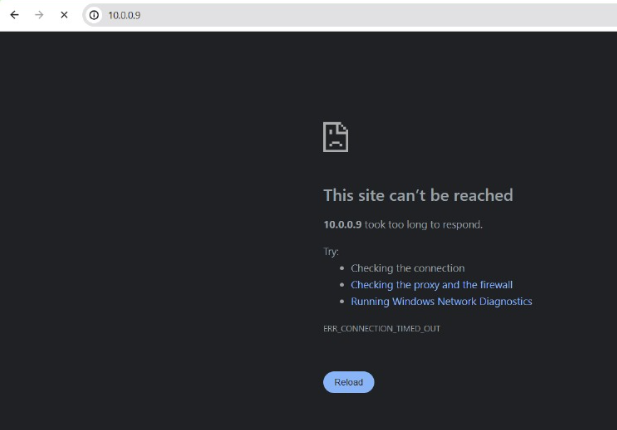 10.0.0.9
This site can’t be reached
10.0.0.9 took too long to respond.
Try:
• Checking the connection
• Checking the proxy and the firewall
• Running Windows Network Diagnostics
ERR_CONNECTION_TIMED_OUT
Reload